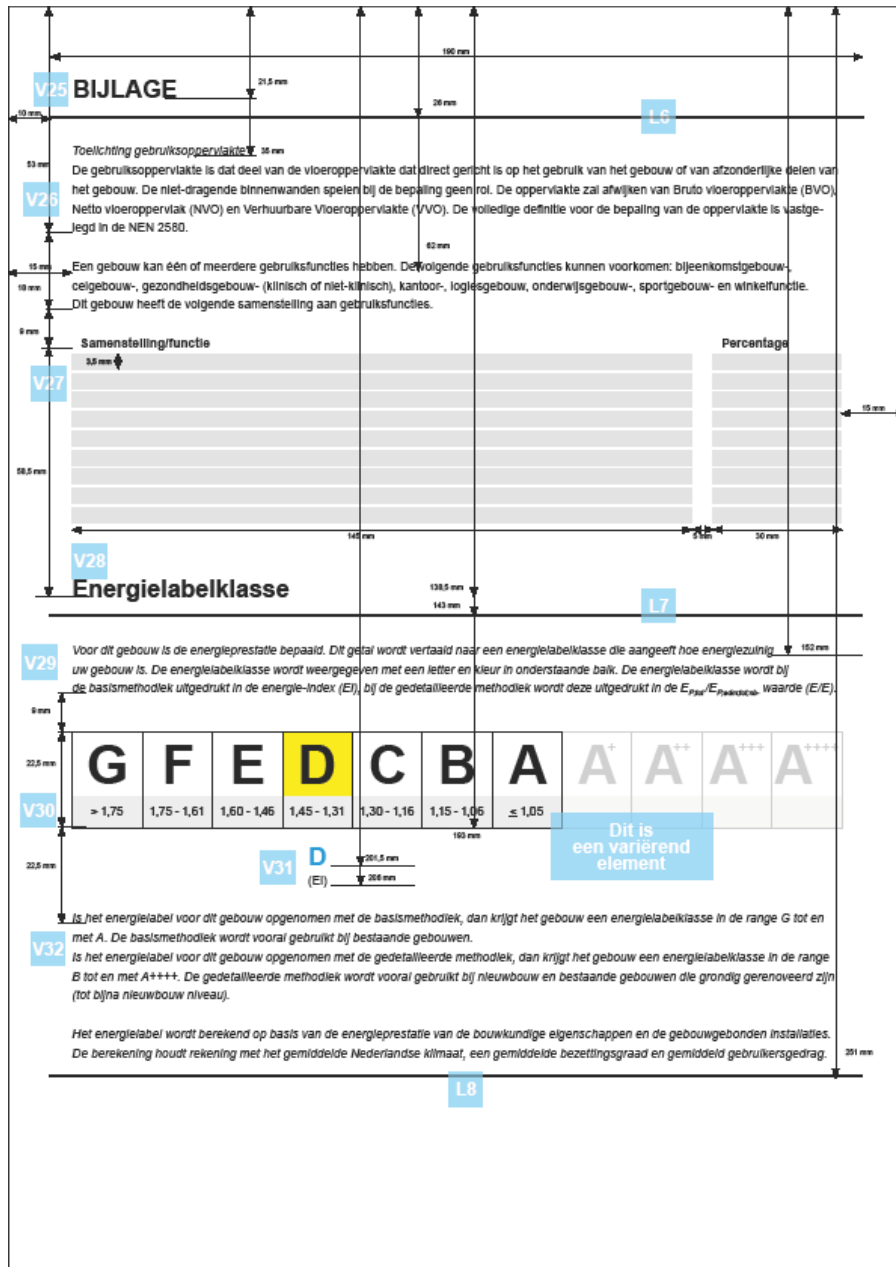 190 mm
V25 BIJLAGE
21,5 mm
26 mm
10 mm
L6
Toelichting gebruiksoppervlakte
35 mm
53 mm
De gebruiksoppervlakte is dat deel van de vloeroppervlakte dat direct gericht is op het gebruik van het gebouw of van afzonderlijke delen van
V26
het gebouw. De niet-dragende binnenwanden spelen bij de bepaling geen rol. De oppervlakte zal afwijken van Bruto vloeroppervlakte (BVO),
Netto vloeroppervlak (NVO) en Verhuurbare Vloeroppervlakte (VVO). De volledige definitie voor de bepaling van de oppervlakte is vastge-
legd in de NEN 2580.
62 mm
15 mm
Een gebouw kan één of meerdere gebruiksfuncties hebben. De volgende gebruiksfuncties kunnen voorkomen: bijeenkomstgebouw-,
18 mm
celgebouw-, gezondheidsgebouw- (klinisch of niet-klinisch), kantoor-, logiesgebouw, onderwijsgebouw-, sportgebouw- en winkelfunctie.
Dit gebouw heeft de volgende samenstelling aan gebruiksfuncties.
9 mm
Samenstelling/functie Percentage
3,5 mm
V27
15 mm
58,5 mm
145 mm 5 mm 30 mm
V28
Energielabelklasse
138,5 mm
143 mm
L7
Voor dit gebouw is de energieprestatie bepaald. Dit getal wordt vertaald naar een energielabelklasse die aangeeft hoe energiezuinig
152 mm
V29
uw gebouw is. De energielabelklasse wordt weergegeven met een letter en kleur in onderstaande balk. De energielabelklasse wordt bij
de basismethodiek uitgedrukt in de energie-index (EI), bij de gedetailleerde methodiek wordt deze uitgedrukt in de waarde (E/E).
9 mm
22,5 mm
G F E D C B A A+ A++ A+++ A++++
V30
> 1,75 1,75 - 1,61 1,60 - 1,46 1,45 - 1,31 1,30 - 1,16 1,15 - 1,06 ≤ 1,05
193 mm
Dit is
een variërend
element
22,5 mm
V31
D
201,5 mm
(EI)
206 mm
Is het energielabel voor dit gebouw opgenomen met de basismethodiek, dan krijgt het gebouw een energielabelklasse in de range G tot en
V32
met A. De basismethodiek wordt vooral gebruikt bij bestaande gebouwen.
Is het energielabel voor dit gebouw opgenomen met de gedetailleerde methodiek, dan krijgt het gebouw een energielabelklasse in de range
B tot en met A++++. De gedetailleerde methodiek wordt vooral gebruikt bij nieuwbouw en bestaande gebouwen die grondig gerenoveerd zijn
(tot bijna nieuwbouw niveau).
Het energielabel wordt berekend op basis van de energieprestatie van de bouwkundige eigenschappen en de gebouwgebonden installaties.
De berekening houdt rekening met het gemiddelde Nederlandse klimaat, een gemiddelde bezettingsgraad en gemiddeld gebruikersgedrag.
251 mm
L8